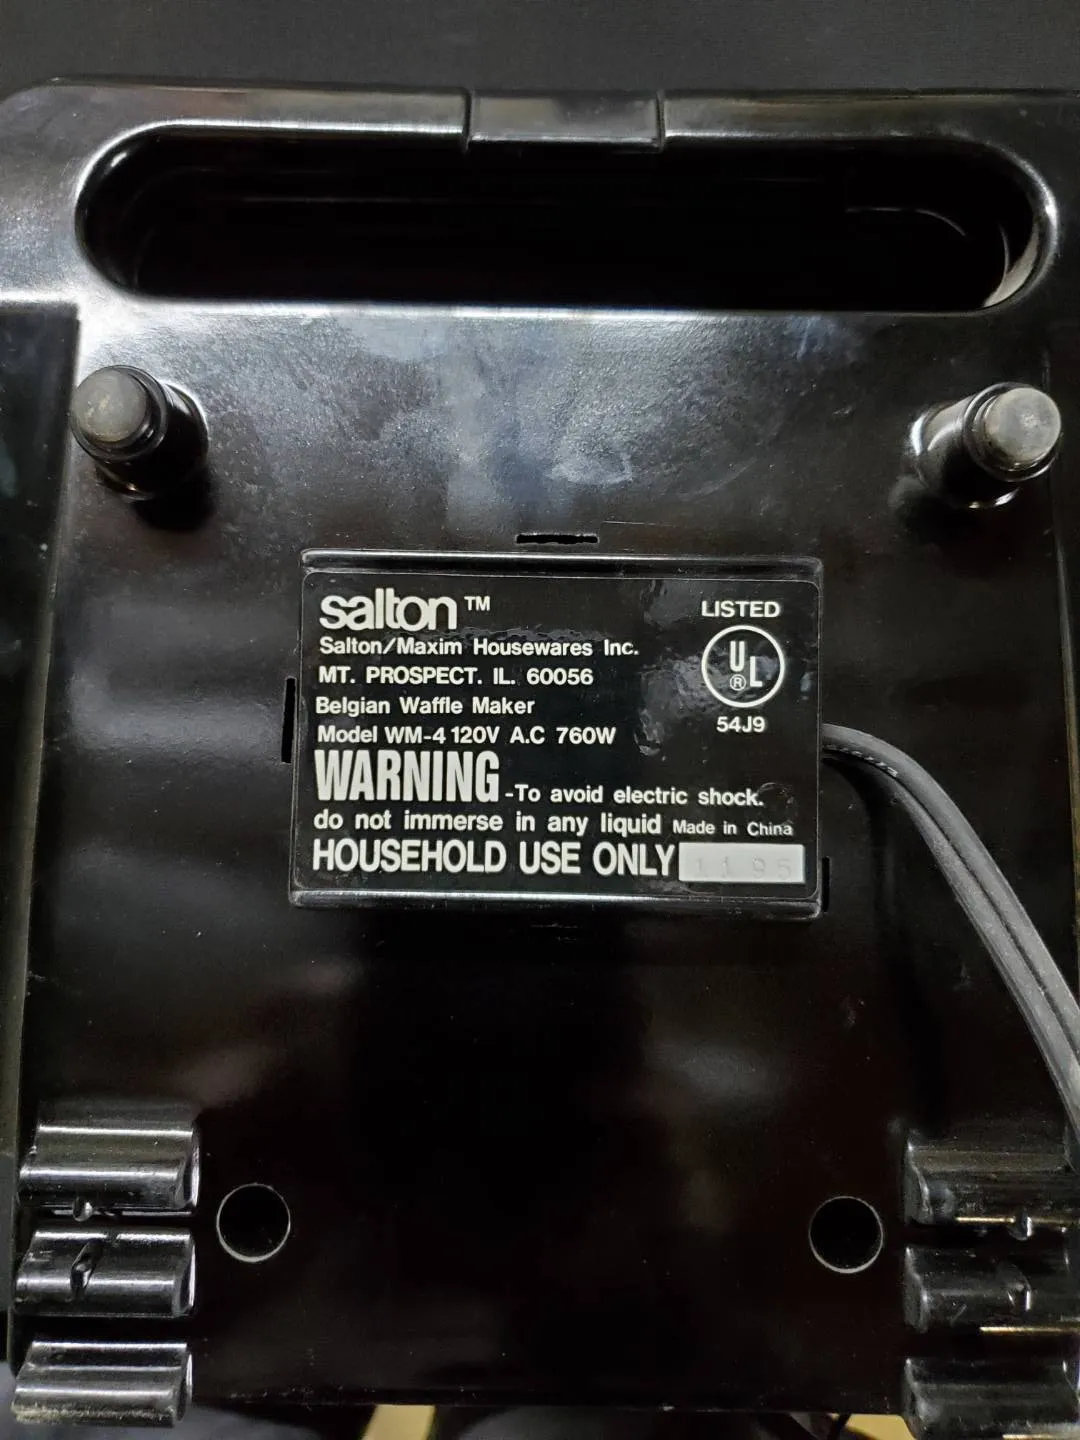 salton™
Salton/Maxim Housewares Inc.
MT. PROSPECT. IL. 60056
Belgian Waffle Maker
Model WM-4 120V A.C 760W
WARNING -To avoid electric shock.
do not immerse in any liquid Made in China
HOUSEHOLD USE ONLY 1195
LISTED
UL®
54J9